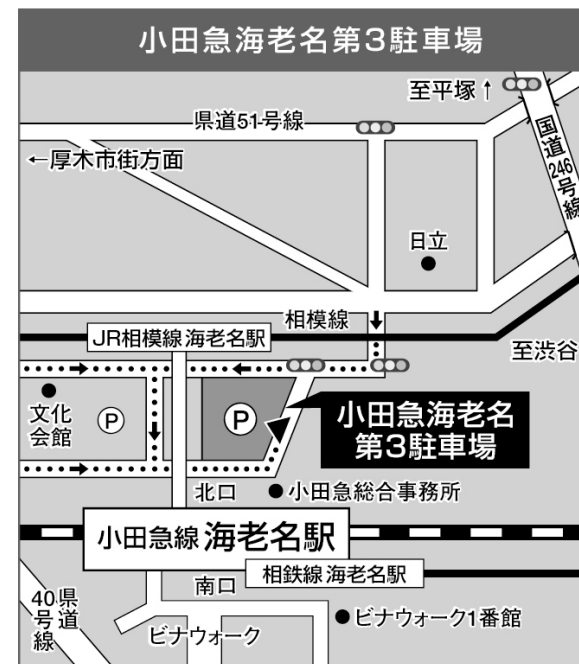 小田急海老名第3駐車場
至平塚↑
県道51号線
国道246号線
←厚木市街方面
日立
相模線
JR相模線 海老名駅
至渋谷
文化
会館
P
P
小田急海老名
第3駐車場
北口
小田急総合事務所
小田急線 海老名駅
南口
相鉄線 海老名駅
県道
40号線
ビナウォーク
ビナウォーク1番館